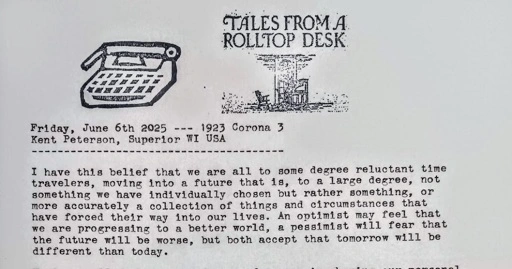 TALES FROM A
ROLLTOP DESK
Friday, June 6th 2025 --- 1923 Corona 3
Kent Peterson, Superior WI USA
----------------------------------------
I have this belief that we are all to some degree reluctant time
travelers, moving into a future that is, to a large degree, not
something we have individually chosen but rather something, or
more accurately a collection of things and circumstances that
have forced their way into our lives. An optimist may feel that
we are progressing to a better world, a pessimist will fear that
the future will be worse, but both accept that tomorrow will be
different than today.